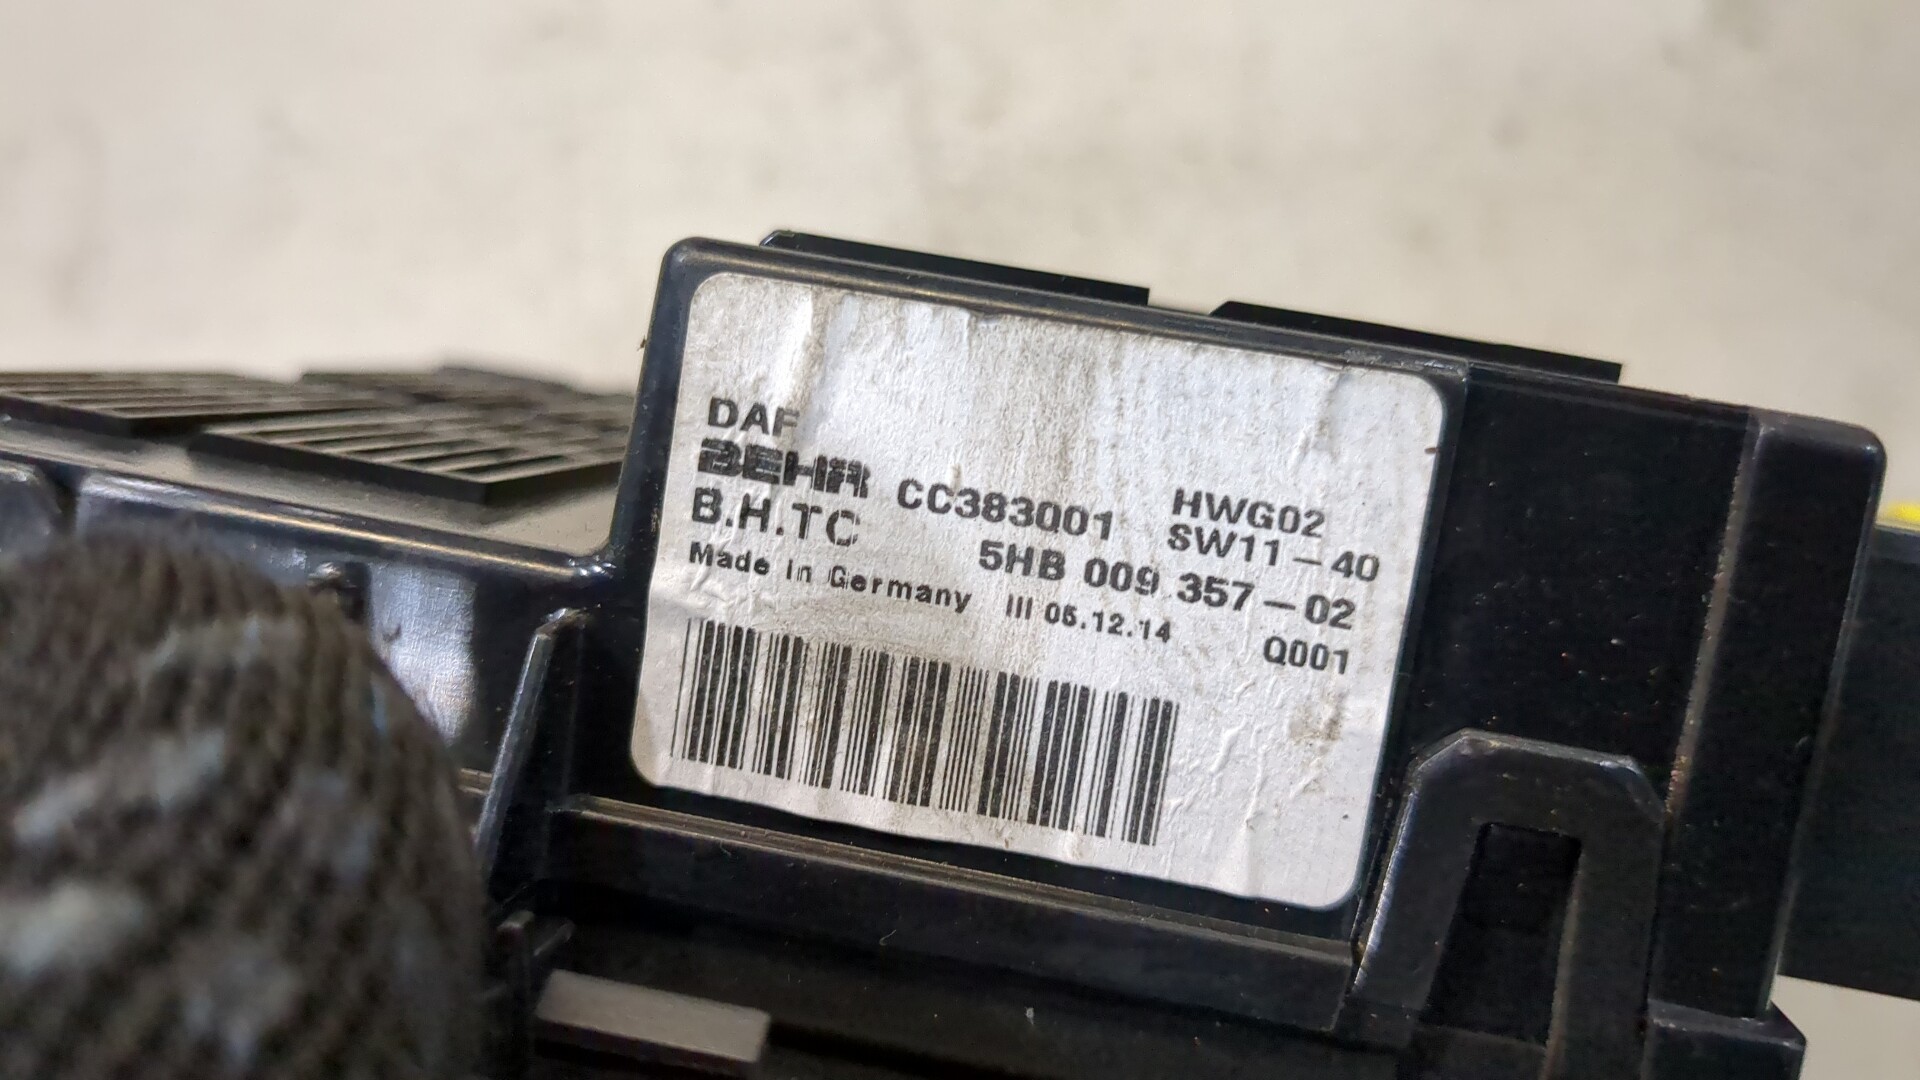 DAF
BEHR CC383001 HWG02
B.H.TC SW11-40
5HB 009 357-02
Made in Germany III 05.12.14
Q001